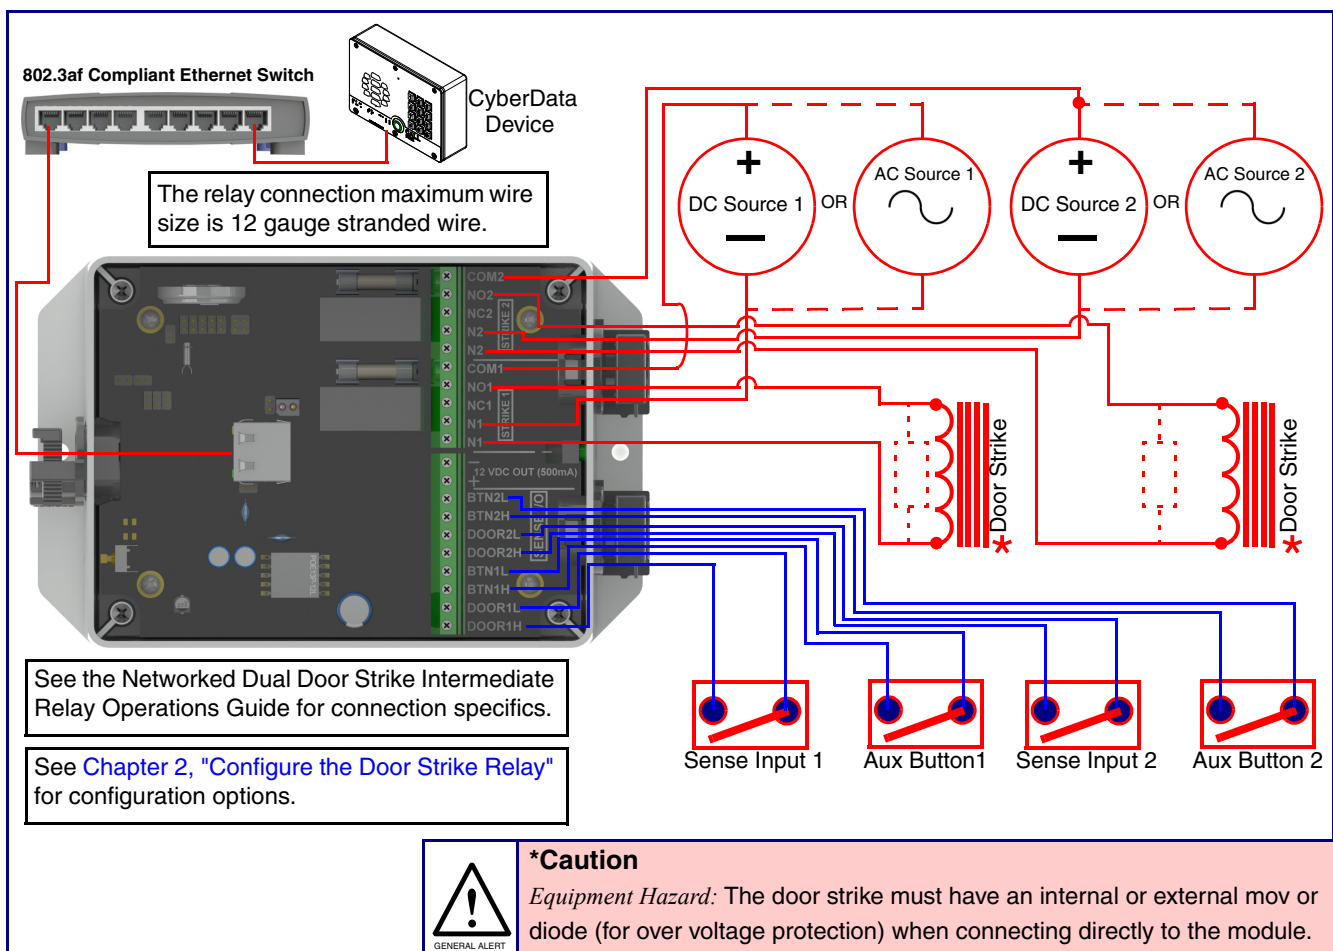 802.3af Compliant Ethernet Switch
CyberData
Device
The relay connection maximum wire
size is 12 gauge stranded wire.
+
DC Source 1
OR
AC Source 1
+
DC Source 2
OR
AC Source 2
COM2
NO2
NC2
N2
N2
STRIKE 2
COM1
NO1
NC1
N1
N1
STRIKE 1
12 VDC OUT (500mA)
+
BTN2L
BTN2H
DOOR2L
DOOR2H
BTN1L
BTN1H
DOOR1L
DOOR1H
*Door Strike
*Door Strike
Sense Input 1
Aux Button1
Sense Input 2
Aux Button 2
See the Networked Dual Door Strike Intermediate
Relay Operations Guide for connection specifics.
See Chapter 2, "Configure the Door Strike Relay"
for configuration options.
GENERAL ALERT
*Caution
Equipment Hazard: The door strike must have an internal or external mov or
diode (for over voltage protection) when connecting directly to the module.